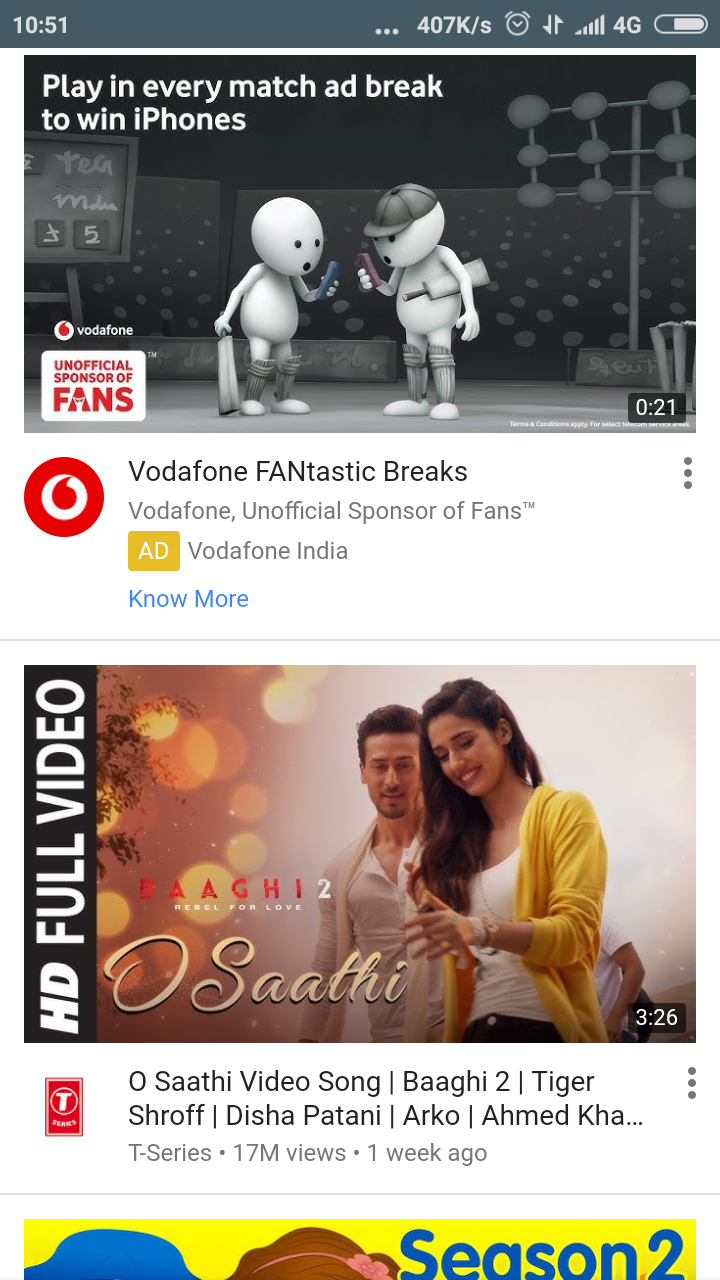 10:51
... 407K/s 4G
Play in every match ad break
to win iPhones
Tea
5
vodafone
UNOFFICIAL
SPONSOR OF
FANS
TM
0:21
Terms & Conditions apply. For select telecom service areas.
Vodafone FANtastic Breaks
Vodafone, Unofficial Sponsor of Fans™
AD Vodafone India
Know More
HD FULL VIDEO
BAAGHI 2
REBEL FOR LOVE
O Saathi
3:26
T
SERIES
O Saathi Video Song | Baaghi 2 | Tiger
Shroff | Disha Patani | Arko | Ahmed Kha...
T-Series • 17M views • 1 week ago
Season2